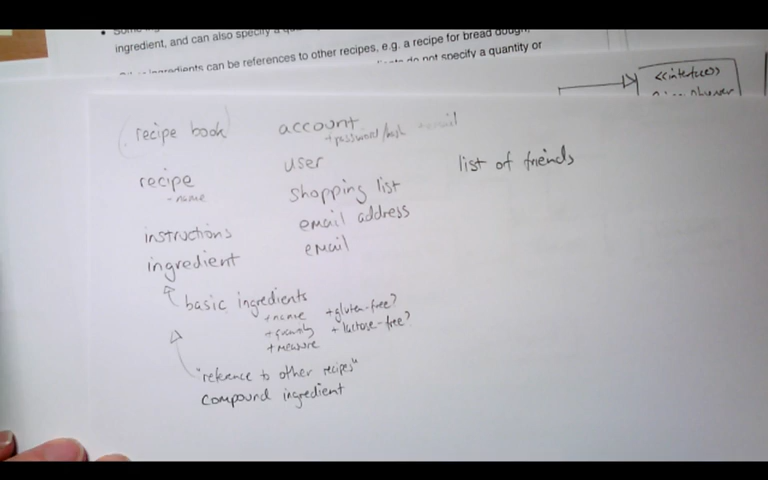 ingredient, and can also specify a
ingredients can be references to other recipes, e.g. a recipe for bread dough,
do not specify a quantity or
<<interface>>
recipe book
account
+password/hash
user
list of friends
recipe
-name
shopping list
email address
instructions
email
ingredient
basic ingredients
+name
+gluten-free?
+quantity
+lactose-free?
+measure
"reference to other recipes"
compound ingredient